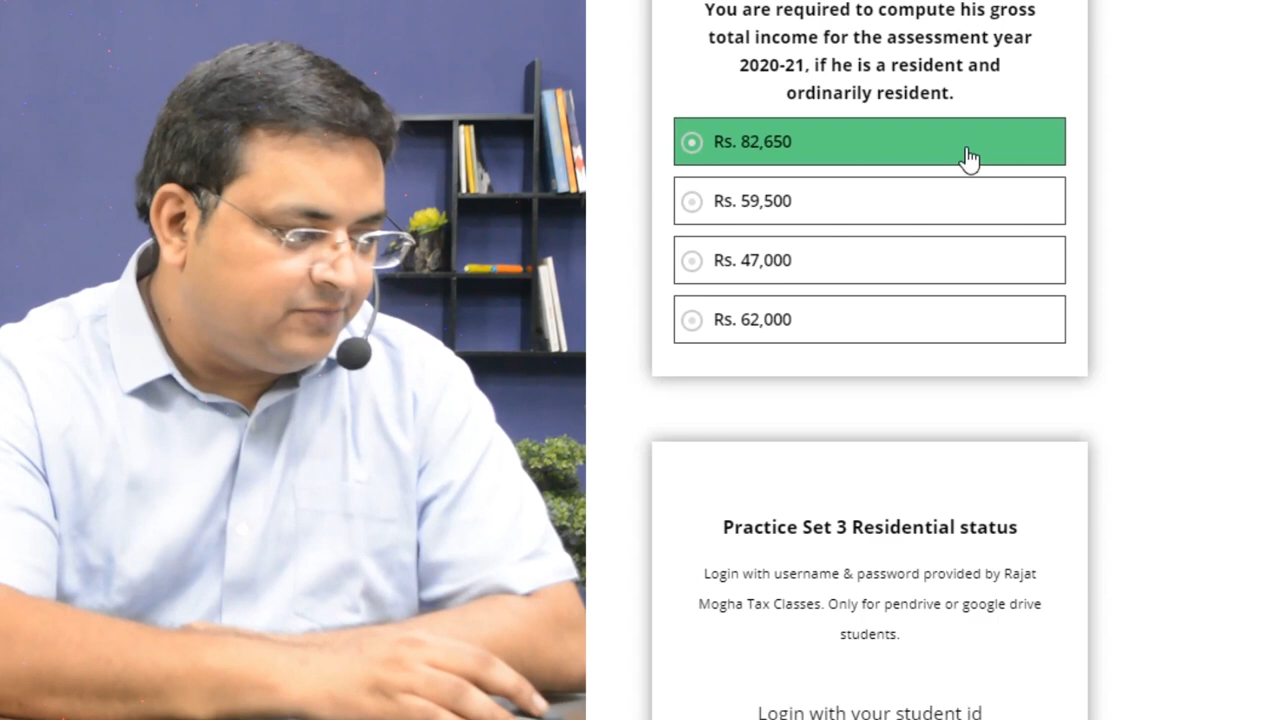 You are required to compute his gross
total income for the assessment year
2020-21, if he is a resident and
ordinarily resident.
Rs. 82,650
Rs. 59,500
Rs. 47,000
Rs. 62,000
Practice Set 3 Residential status
Login with username & password provided by Rajat
Mogha Tax Classes. Only for pendrive or google drive
students.
Login with your student id